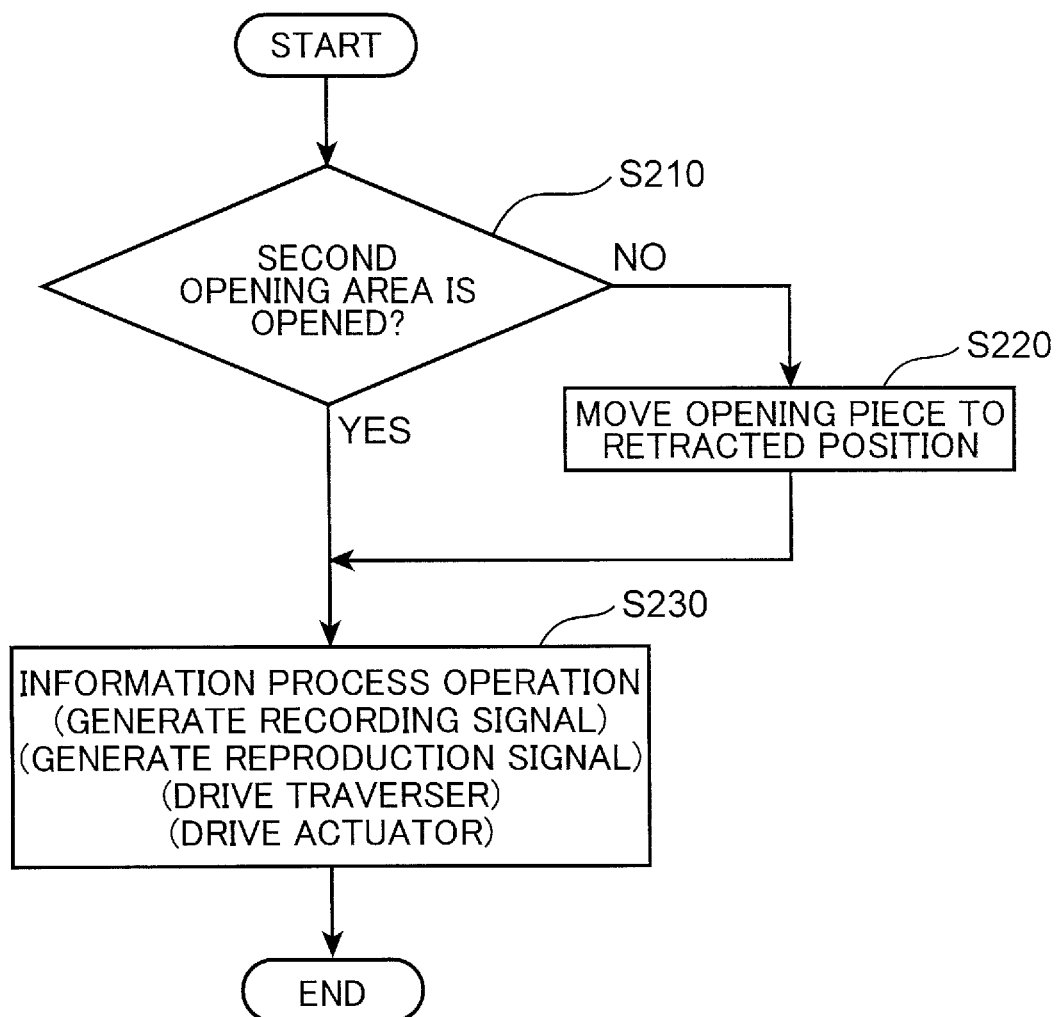 START
S210
SECOND
OPENING AREA IS
OPENED?
NO
S220
MOVE OPENING PIECE TO
RETRACTED POSITION
YES
S230
INFORMATION PROCESS OPERATION
(GENERATE RECORDING SIGNAL)
(GENERATE REPRODUCTION SIGNAL)
(DRIVE TRAVERSER)
(DRIVE ACTUATOR)
END